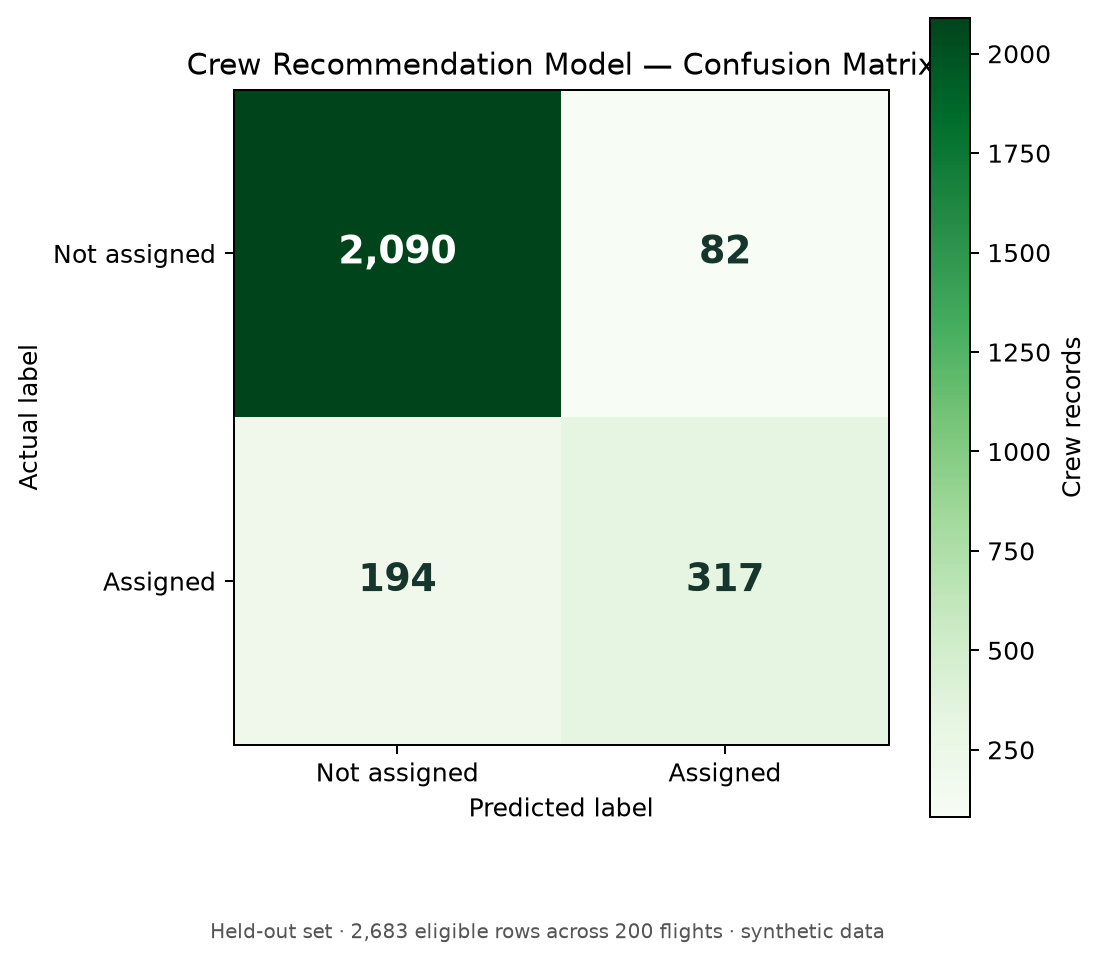 Crew Recommendation Model — Confusion Matrix
2000
1750
1500
1250
1000
750
500
250
Crew records
Actual label
Not assigned
2,090
82
Assigned
194
317
Not assigned
Assigned
Predicted label
Held-out set · 2,683 eligible rows across 200 flights · synthetic data